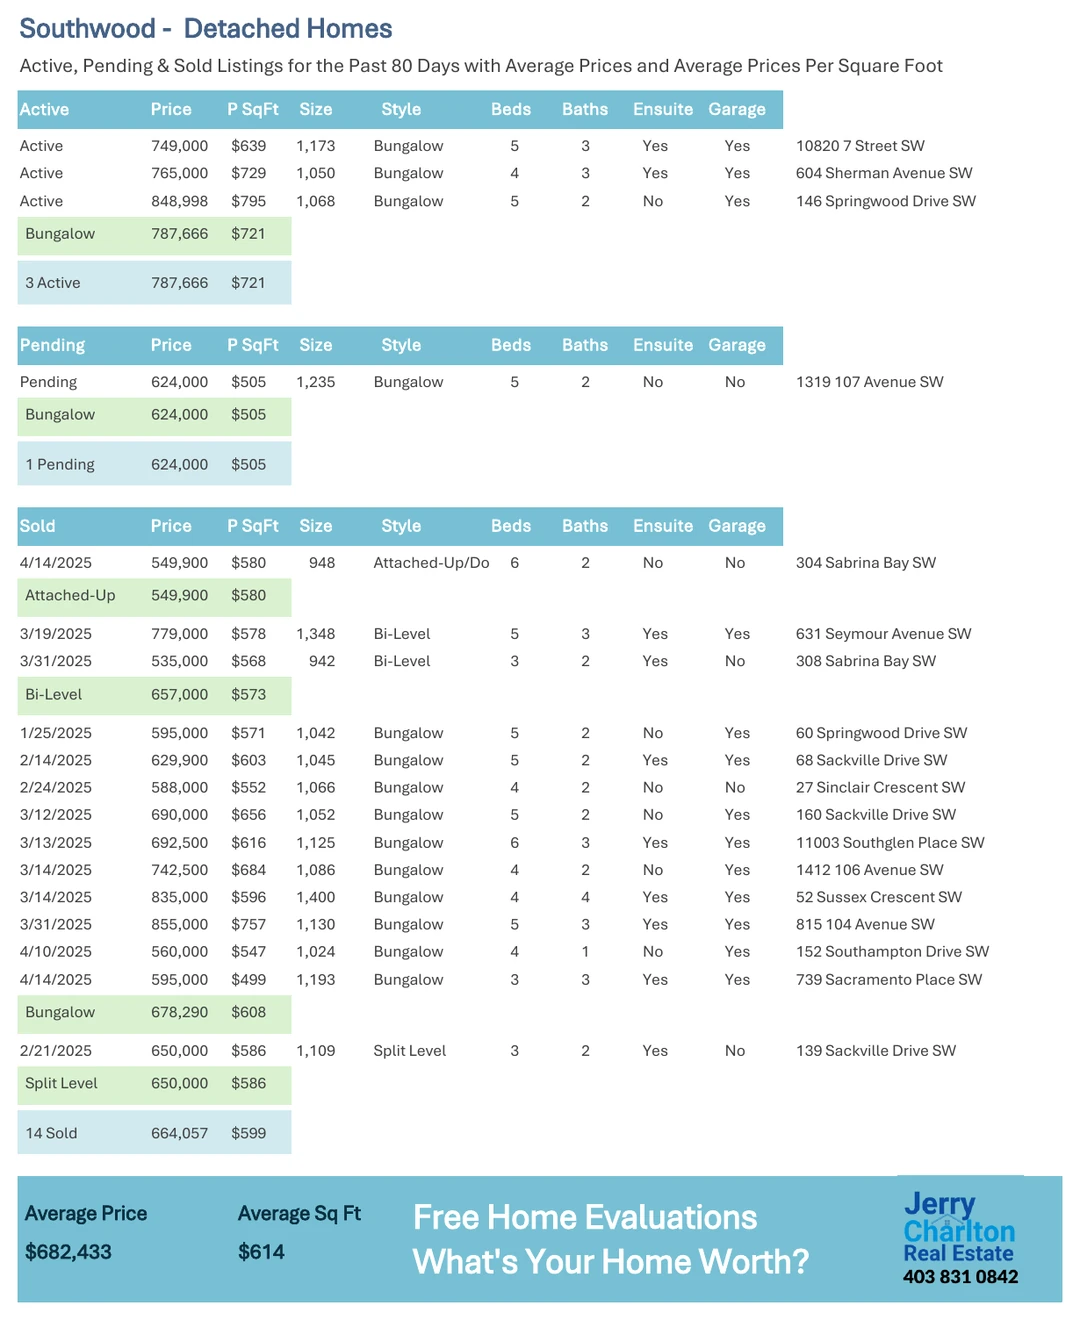 Southwood - Detached Homes
Active, Pending & Sold Listings for the Past 80 Days with Average Prices and Average Prices Per Square Foot
Active Price P SqFt Size Style Beds Baths Ensuite Garage
Active 749,000 $639 1,173 Bungalow 5 3 Yes Yes 10820 7 Street SW
Active 765,000 $729 1,050 Bungalow 4 3 Yes Yes 604 Sherman Avenue SW
Active 848,998 $795 1,068 Bungalow 5 2 No Yes 146 Springwood Drive SW
Bungalow 787,666 $721
3 Active 787,666 $721
Pending Price P SqFt Size Style Beds Baths Ensuite Garage
Pending 624,000 $505 1,235 Bungalow 5 2 No No 1319 107 Avenue SW
Bungalow 624,000 $505
1 Pending 624,000 $505
Sold Price P SqFt Size Style Beds Baths Ensuite Garage
4/14/2025 549,900 $580 948 Attached-Up/Do 6 2 No No 304 Sabrina Bay SW
Attached-Up 549,900 $580
3/19/2025 779,000 $578 1,348 Bi-Level 5 3 Yes Yes 631 Seymour Avenue SW
3/31/2025 535,000 $568 942 Bi-Level 3 2 Yes No 308 Sabrina Bay SW
Bi-Level 657,000 $573
1/25/2025 595,000 $571 1,042 Bungalow 5 2 No Yes 60 Springwood Drive SW
2/14/2025 629,900 $603 1,045 Bungalow 5 2 Yes Yes 68 Sackville Drive SW
2/24/2025 588,000 $552 1,066 Bungalow 4 2 No No 27 Sinclair Crescent SW
3/12/2025 690,000 $656 1,052 Bungalow 5 2 No Yes 160 Sackville Drive SW
3/13/2025 692,500 $616 1,125 Bungalow 6 3 Yes Yes 11003 Southglen Place SW
3/14/2025 742,500 $684 1,086 Bungalow 4 2 No Yes 1412 106 Avenue SW
3/14/2025 835,000 $596 1,400 Bungalow 4 4 Yes Yes 52 Sussex Crescent SW
3/31/2025 855,000 $757 1,130 Bungalow 5 3 Yes Yes 815 104 Avenue SW
4/10/2025 560,000 $547 1,024 Bungalow 4 1 No Yes 152 Southampton Drive SW
4/14/2025 595,000 $499 1,193 Bungalow 3 3 Yes Yes 739 Sacramento Place SW
Bungalow 678,290 $608
2/21/2025 650,000 $586 1,109 Split Level 3 2 Yes No 139 Sackville Drive SW
Split Level 650,000 $586
14 Sold 664,057 $599
Average Price Average Sq Ft
$682,433 $614
Free Home Evaluations
What's Your Home Worth?
Jerry
Charlton
Real Estate
403 831 0842